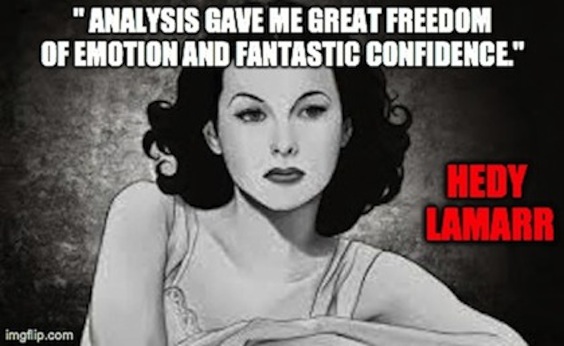 " ANALYSIS GAVE ME GREAT FREEDOM
OF EMOTION AND FANTASTIC CONFIDENCE."
HEDY
LAMARR
imgflip.com